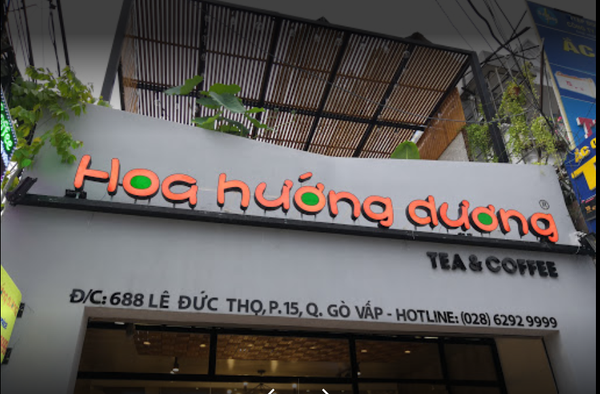 Hoa hướng dương ®
TEA & COFFEE
Đ/C: 688 LÊ ĐỨC THỌ, P.15, Q. GÒ VẤP - HOTLINE: (028) 6292 9999